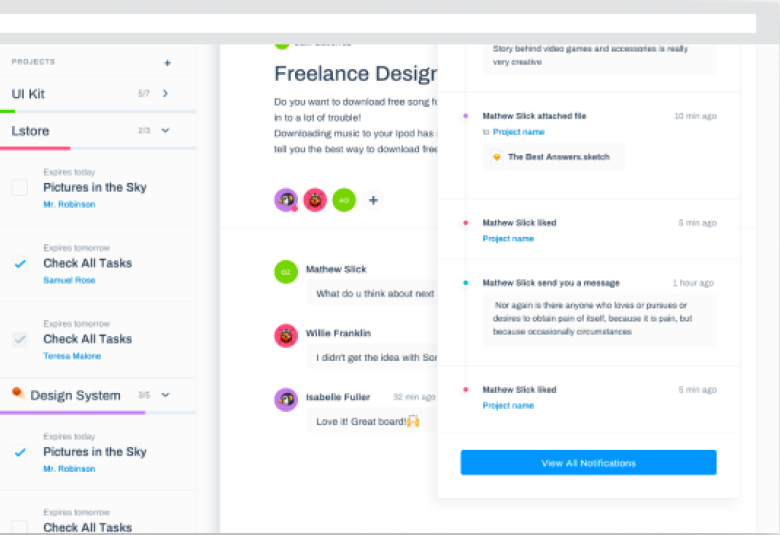 PROJECTS +
UI Kit 5/7
Lstore 2/3
Expires today
Pictures in the Sky
Mr. Robinson
Expires tomorrow
Check All Tasks
Samuel Rose
Expires tomorrow
Check All Tasks
Teresa Malone
Design System 3/5
Expires today
Pictures in the Sky
Mr. Robinson
Expires tomorrow
Check All Tasks
Freelance Design
Do you want to download free song fo
in to a lot of trouble!
Downloading music to your Ipod has
tell you the best way to download free
AO +
OZ Mathew Slick
What do u think about next
Willie Franklin
I didn't get the idea with Sor
Isabelle Fuller 32 min ago
Love it! Great board!🙌
Story behind video games and accessories is really
very creative
Mathew Slick attached file 10 min ago
to Project name
The Best Answers.sketch
Mathew Slick liked 5 min ago
Project name
Mathew Slick send you a message 1 hour ago
Nor again is there anyone who loves or pursues or
desires to obtain pain of itself, because it is pain, but
because occasionally circumstances
Mathew Slick liked 5 min ago
Project name
View All Notifications